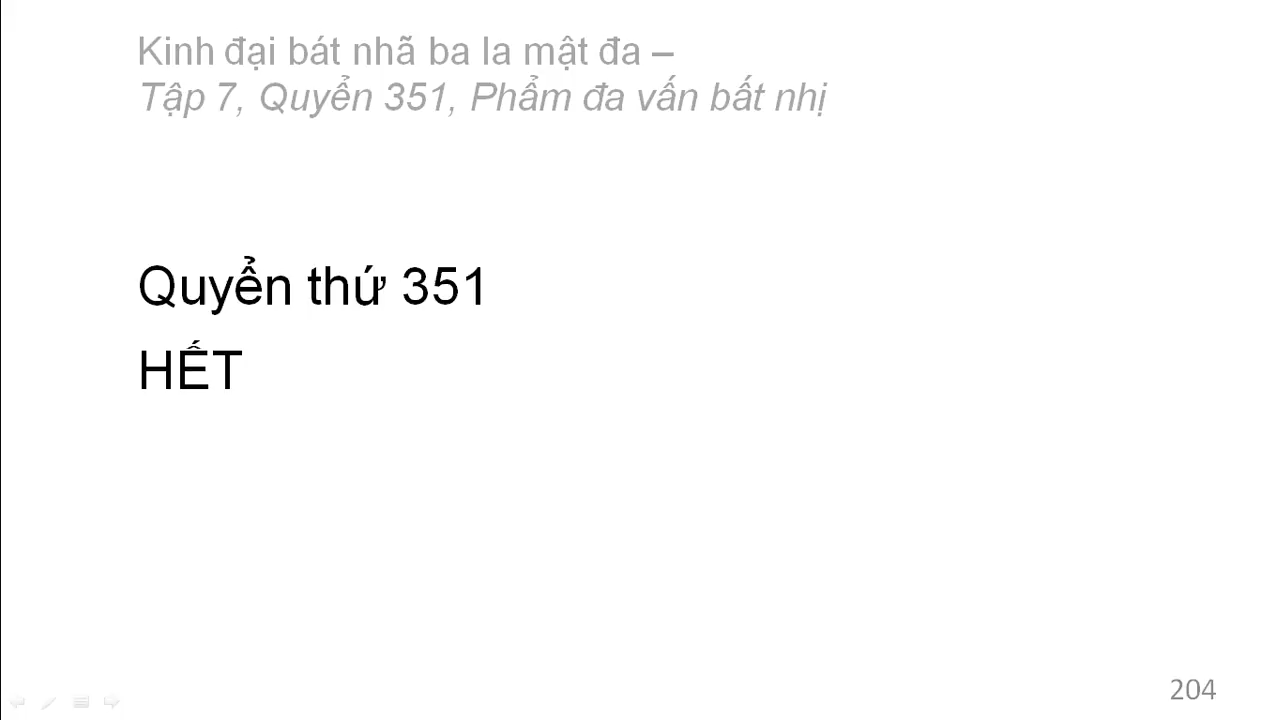 Kinh đại bát nhã ba la mật đa –
Tập 7, Quyển 351, Phẩm đa vấn bất nhị
Quyển thứ 351
HẾT
204